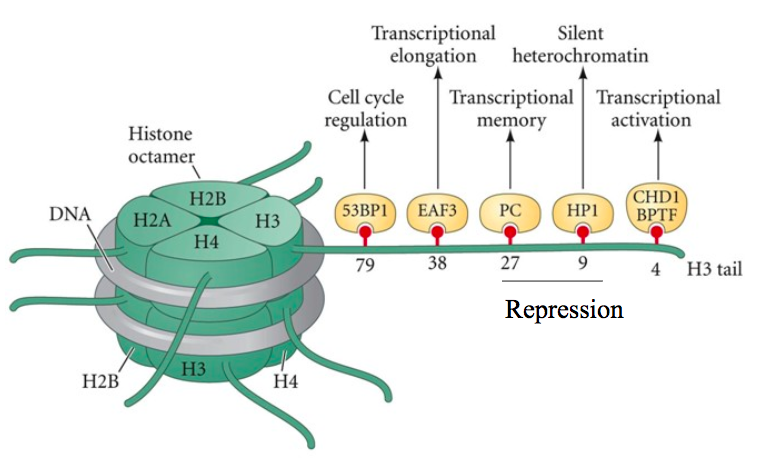 Transcriptional
elongation
Silent
heterochromatin
Cell cycle
regulation
Transcriptional
memory
Transcriptional
activation
Histone
octamer
DNA
H2B
H2A
H3
H4
53BP1
EAF3
PC
HP1
CHD1
BPTF
79
38
27
9
4
H3 tail
Repression
H2B
H3
H4